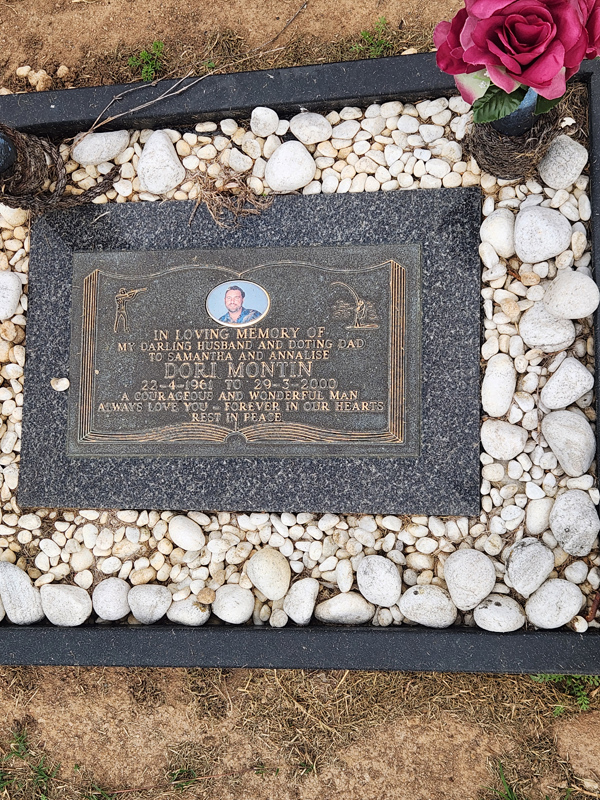 IN LOVING MEMORY OF
MY DARLING HUSBAND AND DOTING DAD
TO SAMANTHA AND ANNALISE
DORI MONTIN
22-4-1961 TO 29-3-2000
A COURAGEOUS AND WONDERFUL MAN
ALWAYS LOVE YOU - FOREVER IN OUR HEARTS
REST IN PEACE